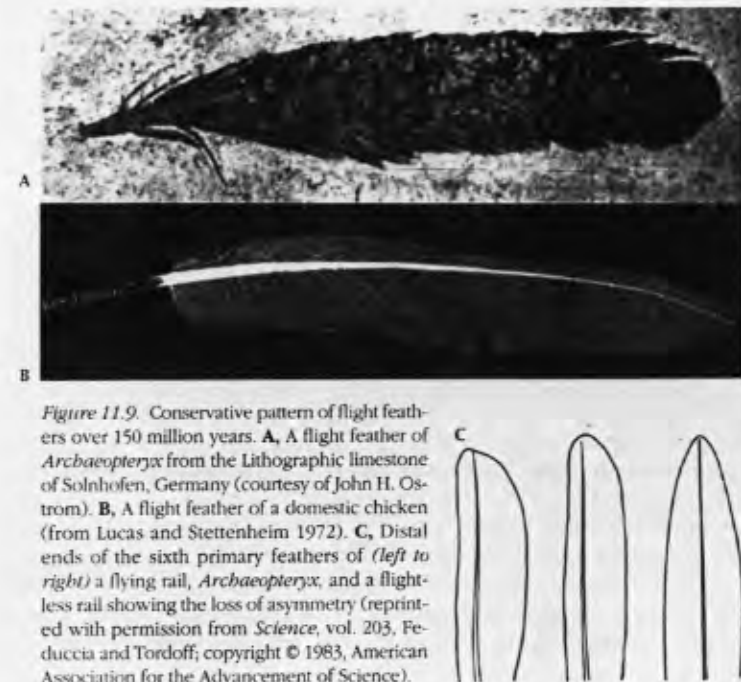 A
B
Figure 11.9. Conservative pattern of flight feath-
ers over 150 million years. A, A flight feather of
Archaeopteryx from the Lithographic limestone
of Solnhofen, Germany (courtesy of John H. Os-
trom). B, A flight feather of a domestic chicken
(from Lucas and Stettenheim 1972). C, Distal
ends of the sixth primary feathers of (left to
right) a flying rail, Archaeopteryx, and a flight-
less rail showing the loss of asymmetry (reprint-
ed with permission from Science, vol. 203, Fe-
duccia and Tordoff; copyright © 1983, American
Association for the Advancement of Science).
C